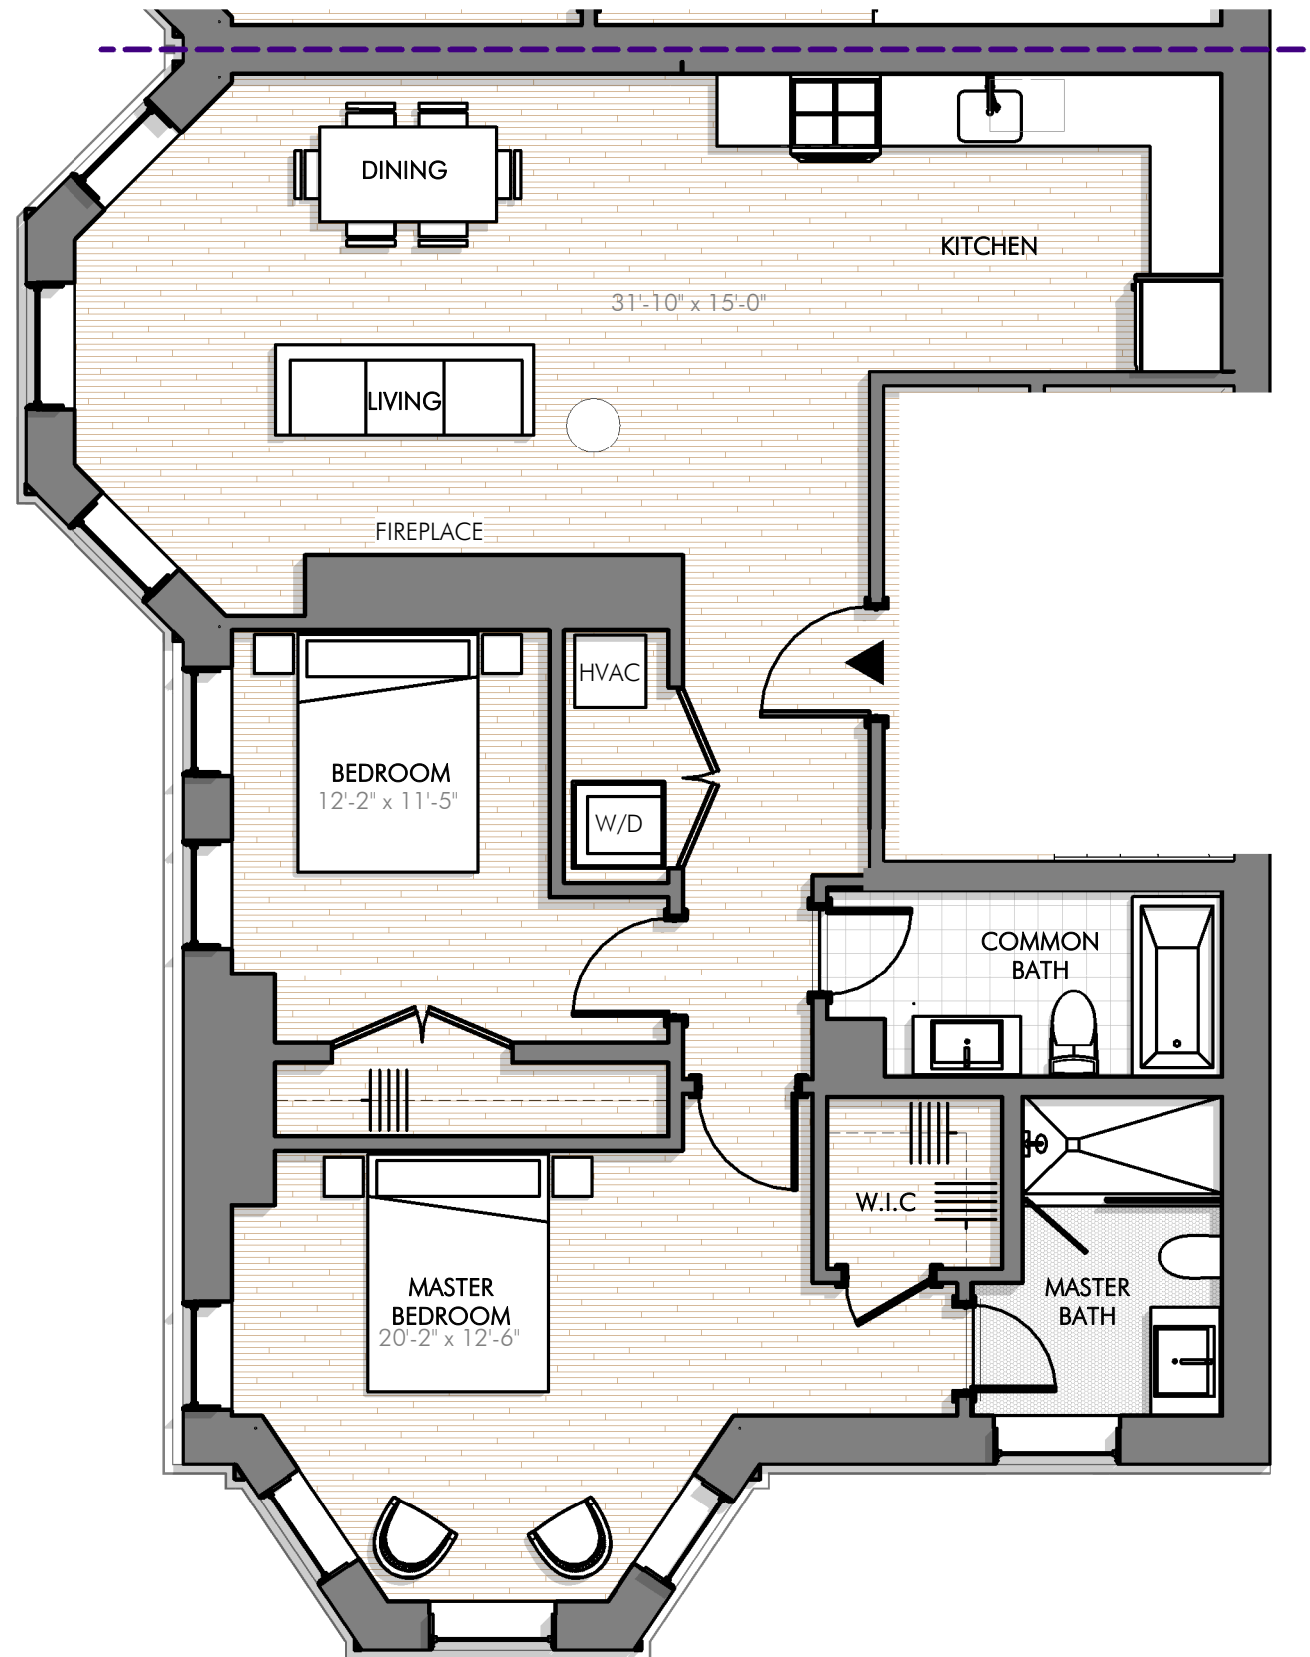 DINING
KITCHEN
31'-10" x 15'-0"
LIVING
FIREPLACE
HVAC
BEDROOM
12'-2" x 11'-5"
W/D
COMMON
BATH
W.I.C
MASTER
BEDROOM
20'-2" x 12'-6"
MASTER
BATH